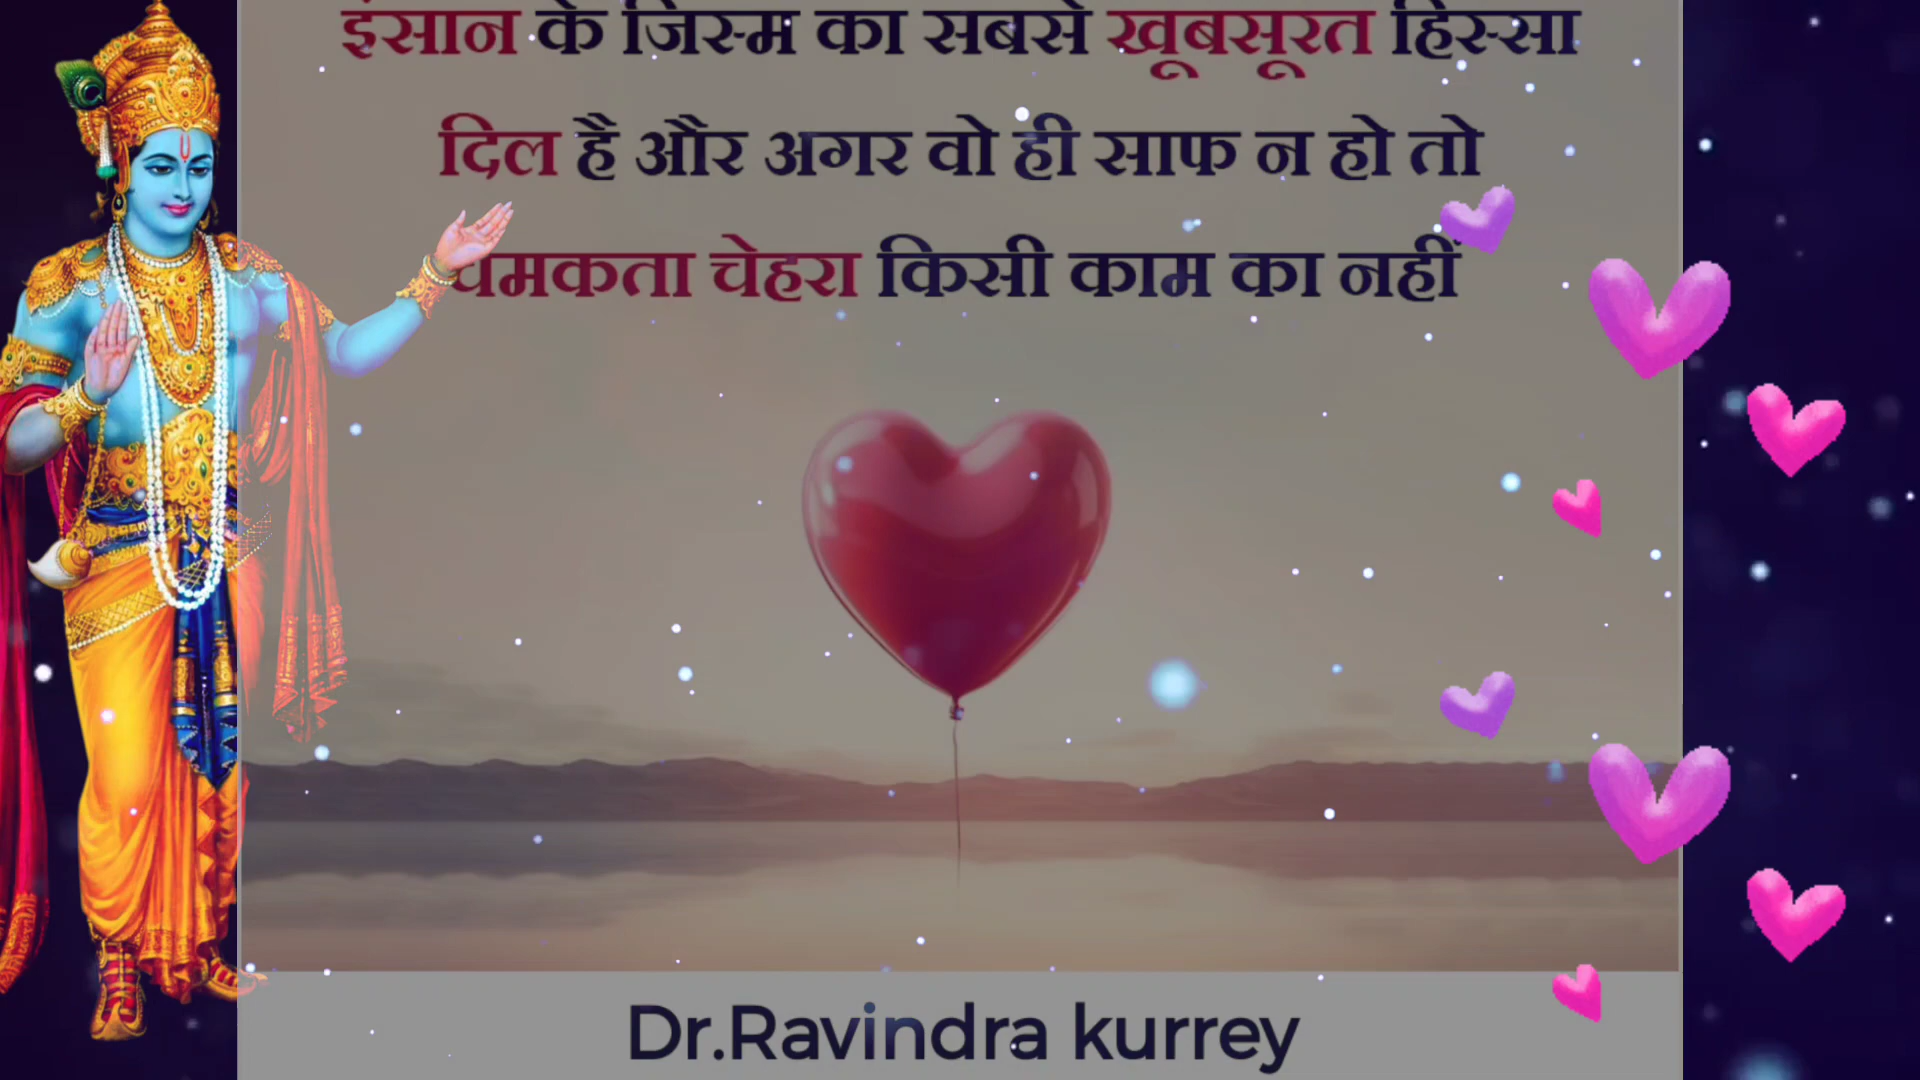 इंसान के जिस्म का सबसे खूबसूरत हिस्सा
दिल है और अगर वो ही साफ न हो तो
चमकता चेहरा किसी काम का नहीं
Dr.Ravindra kurrey